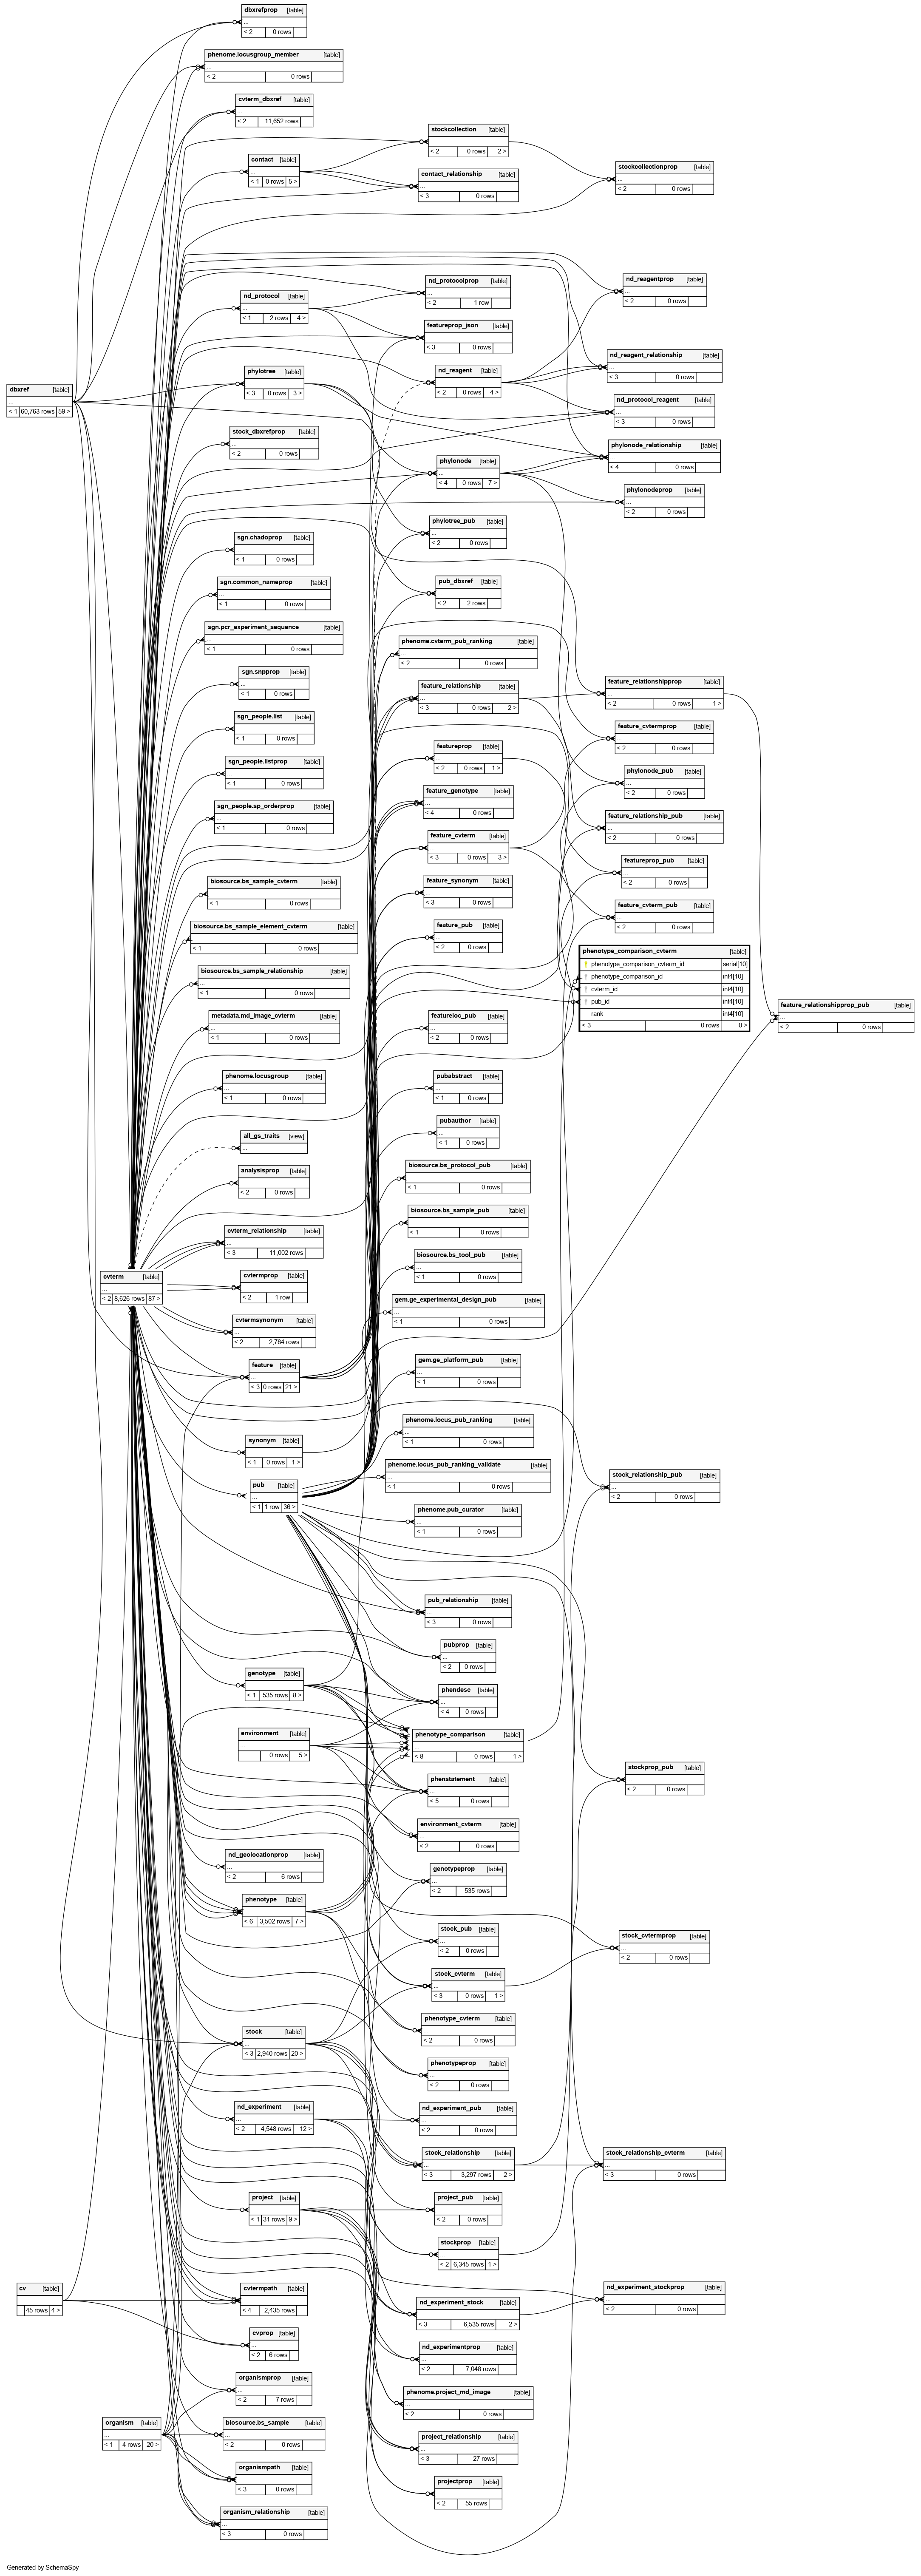 dbxrefprop [table]
...
< 2 0 rows
phenome.locusgroup_member [table]
...
< 2 0 rows
cvterm_dbxref [table]
...
< 2 11,652 rows
stockcollection [table]
...
< 2 0 rows 2 >
contact [table]
...
< 1 0 rows 5 >
stockcollectionprop [table]
...
< 2 0 rows
contact_relationship [table]
...
< 3 0 rows
nd_reagentprop [table]
...
< 2 0 rows
nd_protocolprop [table]
...
< 2 1 row
nd_protocol [table]
...
< 1 2 rows 4 >
featureprop_json [table]
...
< 3 0 rows
nd_reagent_relationship [table]
...
< 3 0 rows
phylotree [table]
...
< 3 0 rows 3 >
nd_reagent [table]
...
< 2 0 rows 4 >
dbxref [table]
...
< 1 60,763 rows 59 >
nd_protocol_reagent [table]
...
< 3 0 rows
stock_dbxrefprop [table]
...
< 2 0 rows
phylonode_relationship [table]
...
< 4 0 rows
phylonode [table]
...
< 4 0 rows 7 >
phylonodeprop [table]
...
< 2 0 rows
phylotree_pub [table]
...
< 2 0 rows
sgn.chadoprop [table]
...
< 1 0 rows
pub_dbxref [table]
...
< 2 2 rows
sgn.common_nameprop [table]
...
< 1 0 rows
sgn.pcr_experiment_sequence [table]
...
< 1 0 rows
phenome.cvterm_pub_ranking [table]
...
< 2 0 rows
sgn.snpprop [table]
...
< 1 0 rows
feature_relationship [table]
...
< 3 0 rows 2 >
feature_relationshipprop [table]
...
< 2 0 rows 1 >
sgn_people.list [table]
...
< 1 0 rows
feature_cvtermprop [table]
...
< 2 0 rows
featureprop [table]
...
< 2 0 rows 1 >
sgn_people.listprop [table]
...
< 1 0 rows
phylonode_pub [table]
...
< 2 0 rows
feature_genotype [table]
...
< 4 0 rows
sgn_people.sp_orderprop [table]
...
< 1 0 rows
feature_relationship_pub [table]
...
< 2 0 rows
feature_cvterm [table]
...
< 3 0 rows 3 >
featureprop_pub [table]
...
< 2 0 rows
biosource.bs_sample_cvterm [table]
...
< 1 0 rows
feature_synonym [table]
...
< 3 0 rows
feature_cvterm_pub [table]
...
< 2 0 rows
biosource.bs_sample_element_cvterm [table]
...
< 1 0 rows
feature_pub [table]
...
< 2 0 rows
phenotype_comparison_cvterm [table]
phenotype_comparison_cvterm_id serial[10]
phenotype_comparison_id int4[10]
cvterm_id int4[10]
pub_id int4[10]
rank int4[10]
< 3 0 rows 0 >
biosource.bs_sample_relationship [table]
...
< 1 0 rows
feature_relationshipprop_pub [table]
...
< 2 0 rows
metadata.md_image_cvterm [table]
...
< 1 0 rows
featureloc_pub [table]
...
< 2 0 rows
phenome.locusgroup [table]
...
< 1 0 rows
pubabstract [table]
...
< 1 0 rows
pubauthor [table]
...
< 1 0 rows
all_gs_traits [view]
...
analysisprop [table]
...
< 2 0 rows
biosource.bs_protocol_pub [table]
...
< 1 0 rows
biosource.bs_sample_pub [table]
...
< 1 0 rows
cvterm_relationship [table]
...
< 3 11,002 rows
biosource.bs_tool_pub [table]
...
< 1 0 rows
cvterm [table]
...
< 2 8,626 rows 87 >
cvtermprop [table]
...
< 2 1 row
gem.ge_experimental_design_pub [table]
...
< 1 0 rows
cvtermsynonym [table]
...
< 2 2,784 rows
feature [table]
...
< 3 0 rows 21 >
gem.ge_platform_pub [table]
...
< 1 0 rows
phenome.locus_pub_ranking [table]
...
< 1 0 rows
synonym [table]
...
< 1 0 rows 1 >
phenome.locus_pub_ranking_validate [table]
...
< 1 0 rows
stock_relationship_pub [table]
...
< 2 0 rows
pub [table]
...
< 1 1 row 36 >
phenome.pub_curator [table]
...
< 1 0 rows
pub_relationship [table]
...
< 3 0 rows
pubprop [table]
...
< 2 0 rows
genotype [table]
...
< 1 535 rows 8 >
phendesc [table]
...
< 4 0 rows
environment [table]
...
0 rows 5 >
phenotype_comparison [table]
...
< 8 0 rows 1 >
stockprop_pub [table]
...
< 2 0 rows
phenstatement [table]
...
< 5 0 rows
environment_cvterm [table]
...
< 2 0 rows
nd_geolocationprop [table]
...
< 2 6 rows
genotypeprop [table]
...
< 2 535 rows
phenotype [table]
...
< 6 3,502 rows 7 >
stock_pub [table]
...
< 2 0 rows
stock_cvtermprop [table]
...
< 2 0 rows
stock_cvterm [table]
...
< 3 0 rows 1 >
phenotype_cvterm [table]
...
< 2 0 rows
stock [table]
...
< 3 2,940 rows 20 >
phenotypeprop [table]
...
< 2 0 rows
nd_experiment [table]
...
< 2 4,548 rows 12 >
nd_experiment_pub [table]
...
< 2 0 rows
stock_relationship [table]
...
< 3 3,297 rows 2 >
stock_relationship_cvterm [table]
...
< 3 0 rows
project [table]
...
< 1 31 rows 9 >
project_pub [table]
...
< 2 0 rows
stockprop [table]
...
< 2 6,345 rows 1 >
cv [table]
...
45 rows 4 >
cvtermpath [table]
...
< 4 2,435 rows
nd_experiment_stockprop [table]
...
< 2 0 rows
nd_experiment_stock [table]
...
< 3 6,535 rows 2 >
cvprop [table]
...
< 2 6 rows
nd_experimentprop [table]
...
< 2 7,048 rows
organismprop [table]
...
< 2 7 rows
phenome.project_md_image [table]
...
< 2 0 rows
organism [table]
...
< 1 4 rows 20 >
biosource.bs_sample [table]
...
< 2 0 rows
project_relationship [table]
...
< 3 27 rows
organismpath [table]
...
< 3 0 rows
projectprop [table]
...
< 2 55 rows
organism_relationship [table]
...
< 3 0 rows
Generated by SchemaSpy